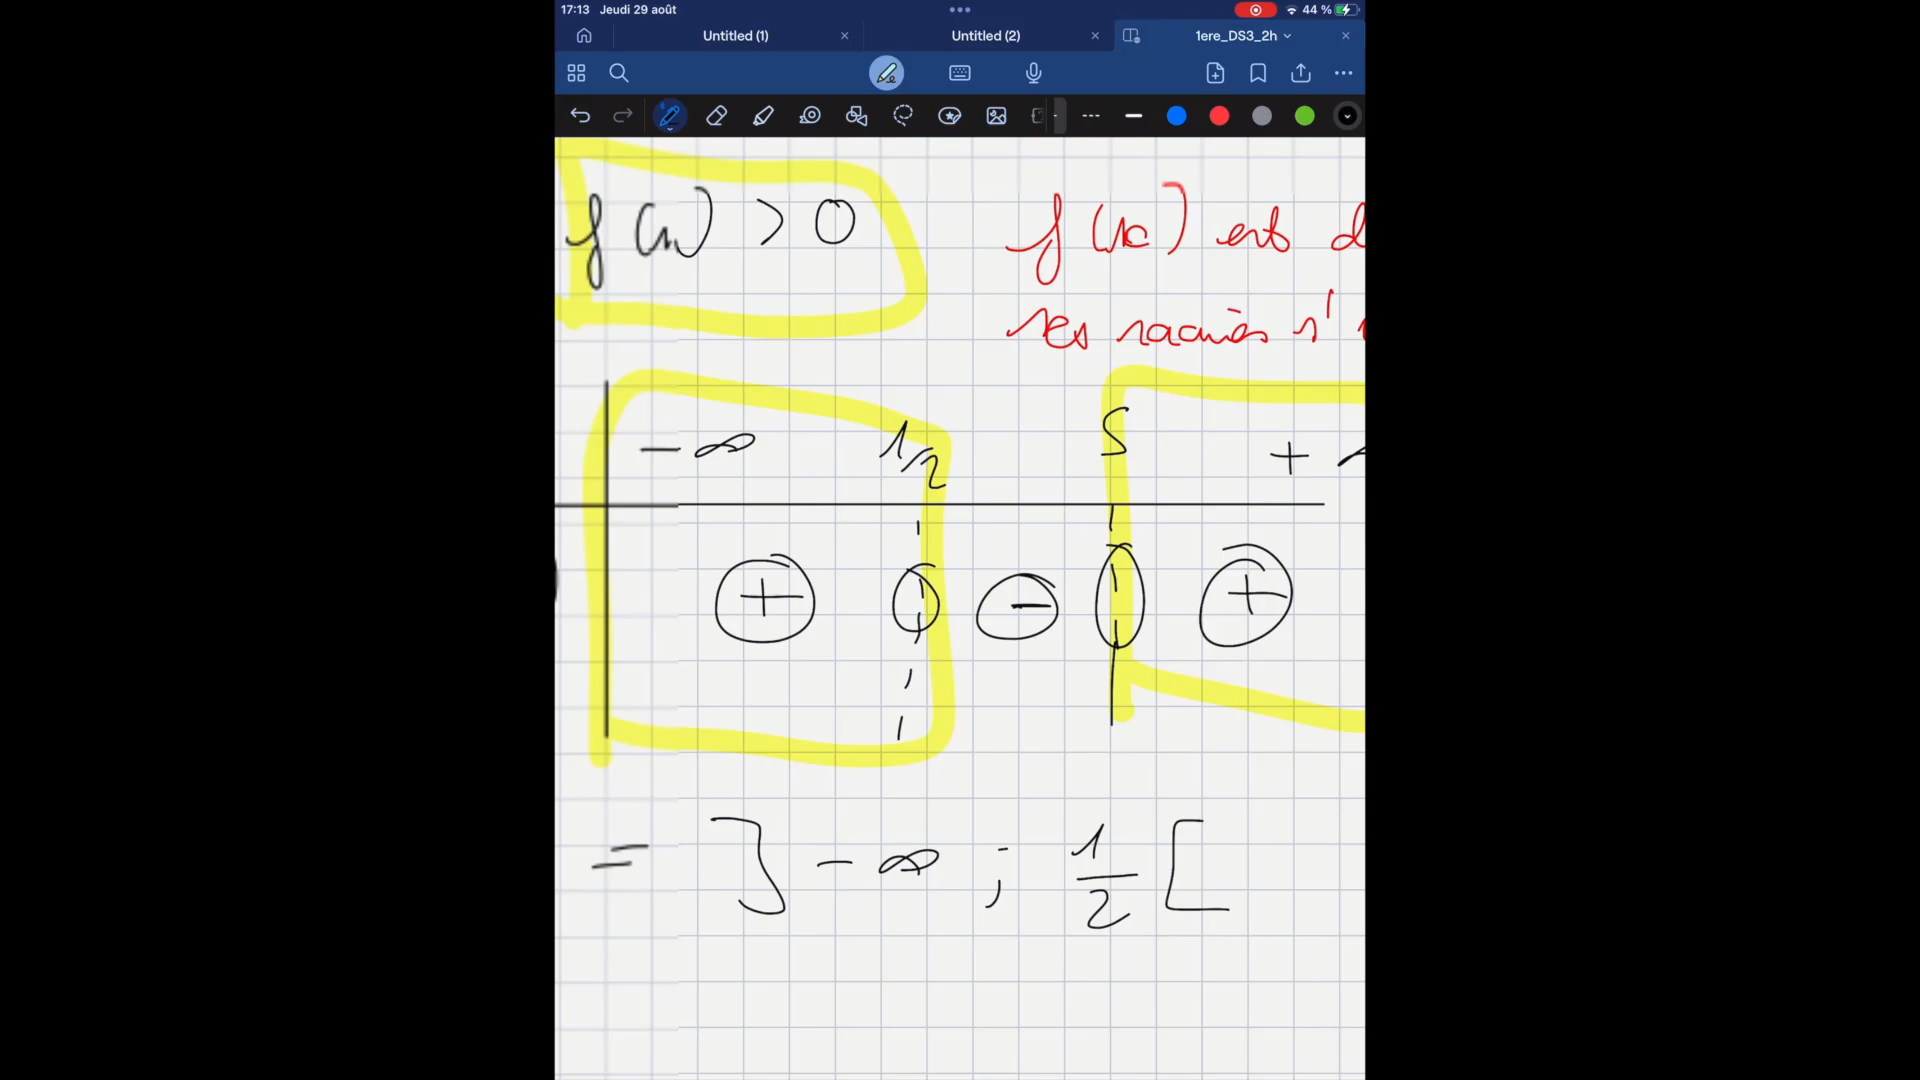 17:13 Jeudi 29 août 44 %
Untitled (1) Untitled (2) 1ere_DS3_2h
f(x) > 0
f(x) est
ses racines s'
-∞ 1/2 5 +
+ 0 - 0 +
= ]-∞ ; 1/2 [